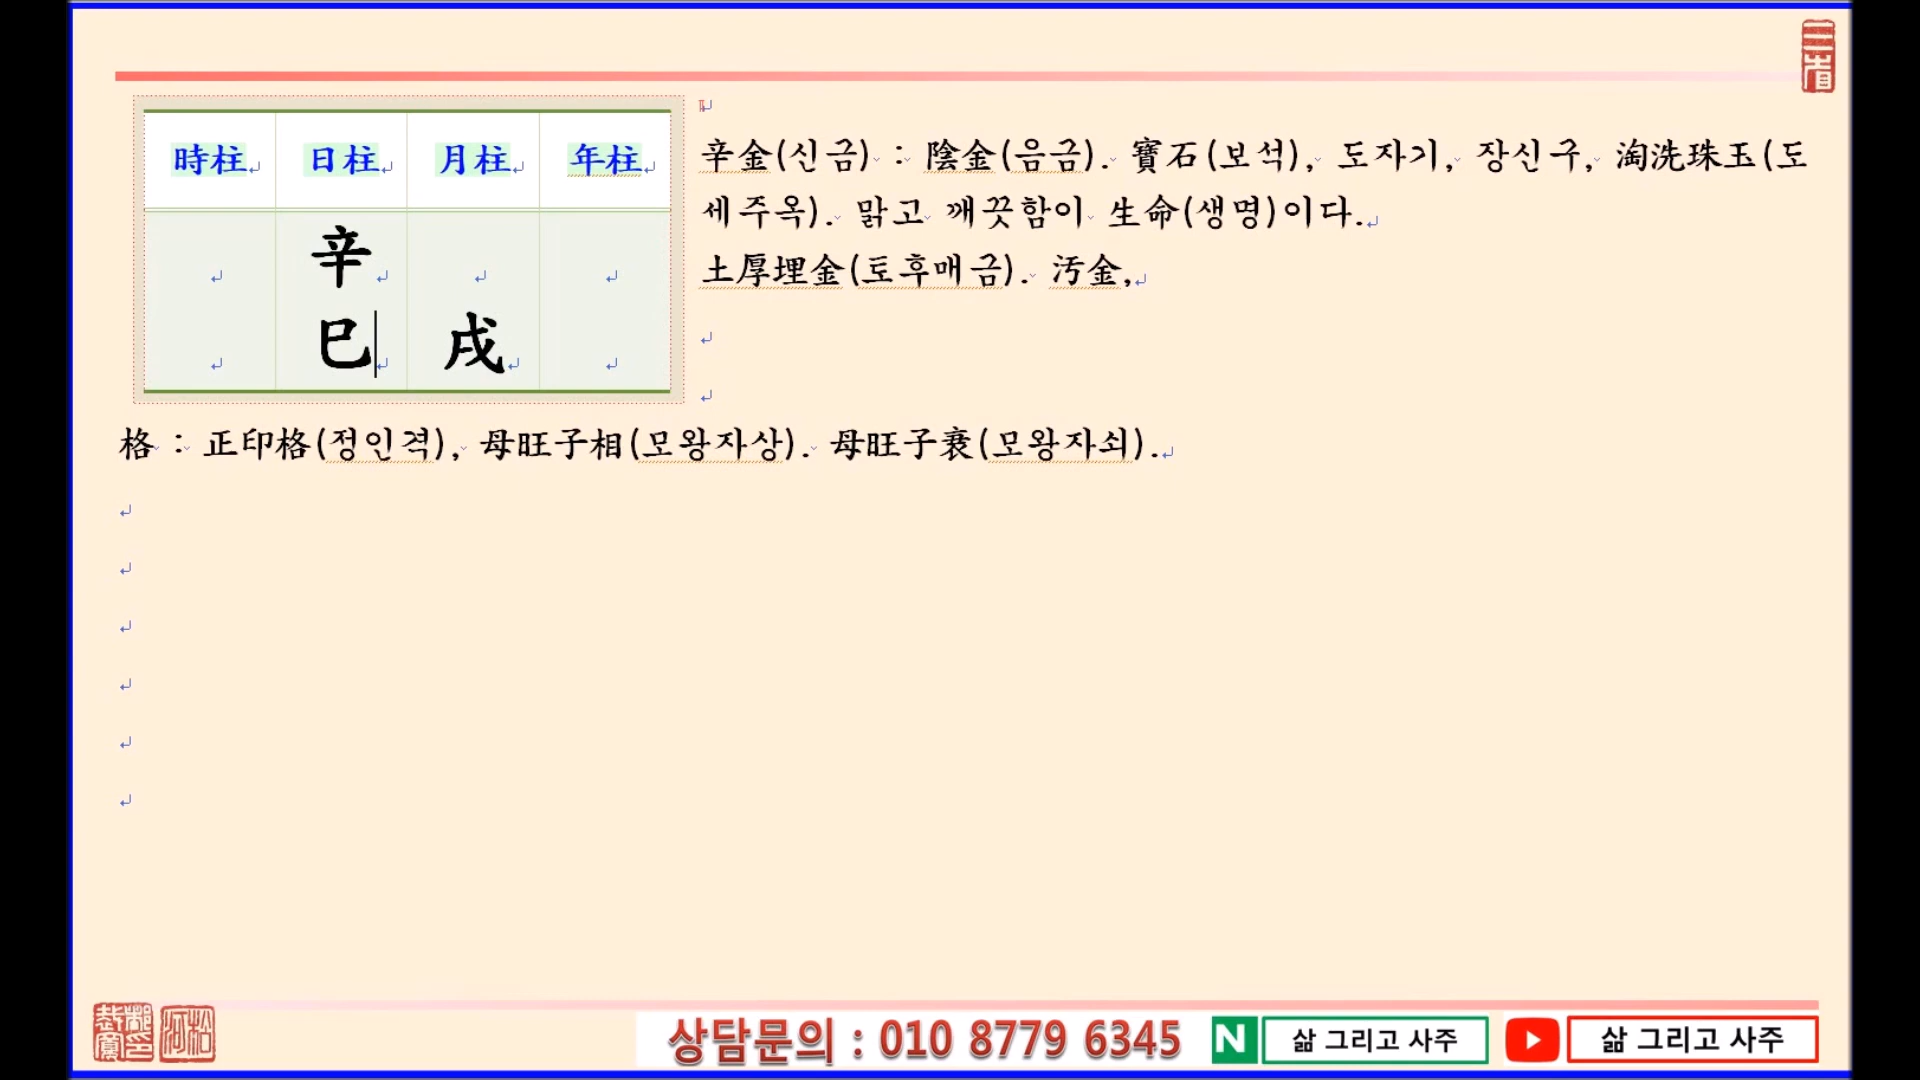 時柱 日柱 月柱 年柱
辛
巳 戌
辛金(신금) : 陰金(음금). 寶石(보석), 도자기, 장신구, 淘洗珠玉(도
세주옥). 맑고 깨끗함이 生命(생명)이다.
土厚埋金(토후매금). 汚金,
格 : 正印格(정인격), 母旺子相(모왕자상). 母旺子衰(모왕자쇠).
상담문의 : 010 8779 6345 N 삶 그리고 사주 삶 그리고 사주